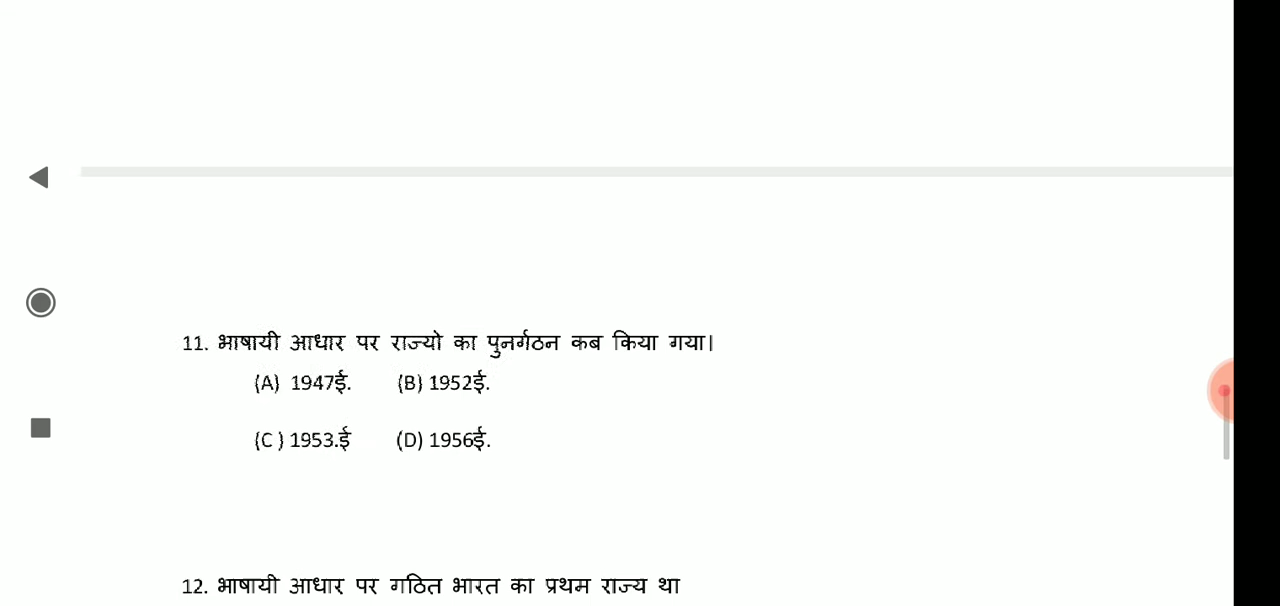 11. भाषायी आधार पर राज्यो का पुनर्गठन कब किया गया।
(A) 1947ई. (B) 1952ई.
(C ) 1953.ई (D) 1956ई.
12. भाषायी आधार पर गठित भारत का प्रथम राज्य था